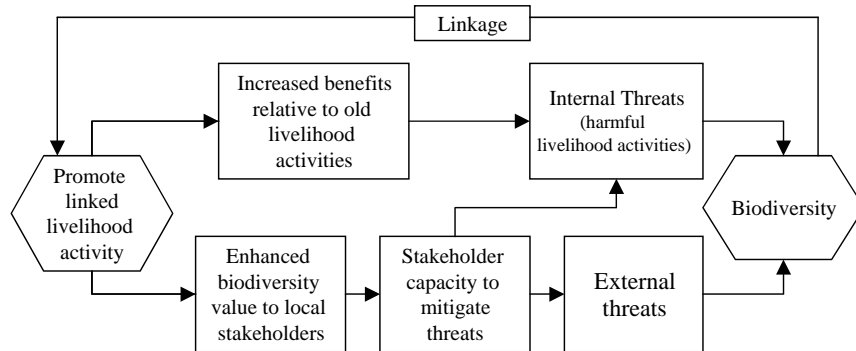 Linkage
Increased benefits
relative to old
livelihood
activities
Internal Threats
(harmful
livelihood activities)
Promote
linked
livelihood
activity
Biodiversity
Enhanced
biodiversity
value to local
stakeholders
Stakeholder
capacity to
mitigate
threats
External
threats